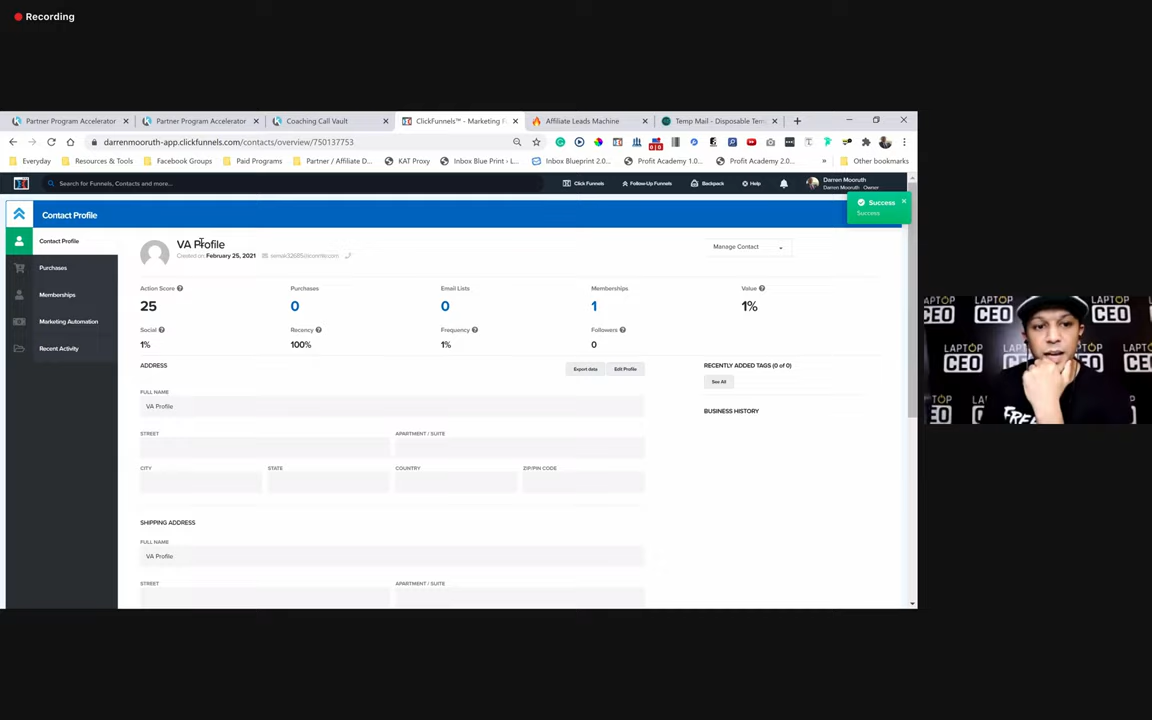 Recording
Partner Program Accelerator
Partner Program Accelerator
Coaching Call Vault
ClickFunnels™ - Marketing F
Affiliate Leads Machine
Temp Mail - Disposable Tem
darrenmooruth-app.clickfunnels.com/contacts/overview/750137753
Everyday
Resources & Tools
Facebook Groups
Paid Programs
Partner / Affiliate D...
KAT Proxy
Inbox Blue Print - L...
Inbox Blueprint 2.0...
Profit Academy 1.0...
Profit Academy 2.0...
»
Other bookmarks
Search for Funnels, Contacts and more...
Click Funnels
Follow-Up Funnels
Backpack
Help
Darren Mooruth
Darren Mooruth Owner
Contact Profile
Success
Success
Contact Profile
Purchases
Memberships
Marketing Automation
Recent Activity
VA Profile
Created on February 25, 2021
Manage Contact
Action Score
Purchases
Email Lists
Memberships
Value
25
0
0
1
1%
Social
Recency
Frequency
Followers
1%
100%
1%
0
ADDRESS
Export data
Edit Profile
RECENTLY ADDED TAGS (0 of 0)
See All
BUSINESS HISTORY
FULL NAME
VA Profile
STREET
APARTMENT / SUITE
CITY
STATE
COUNTRY
ZIP/PIN CODE
SHIPPING ADDRESS
FULL NAME
VA Profile
STREET
APARTMENT / SUITE
LAPTOP
CEO